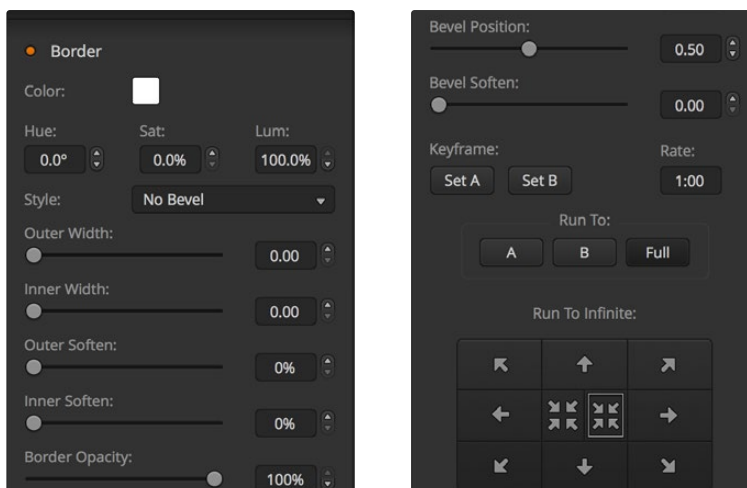 Border
Color:
Hue: Sat: Lum:
0.0° 0.0% 100.0%
Style: No Bevel
Outer Width:
0.00
Inner Width:
0.00
Outer Soften:
0%
Inner Soften:
0%
Border Opacity:
100%
Bevel Position:
0.50
Bevel Soften:
0.00
Keyframe: Rate:
Set A Set B 1:00
Run To:
A B Full
Run To Infinite: